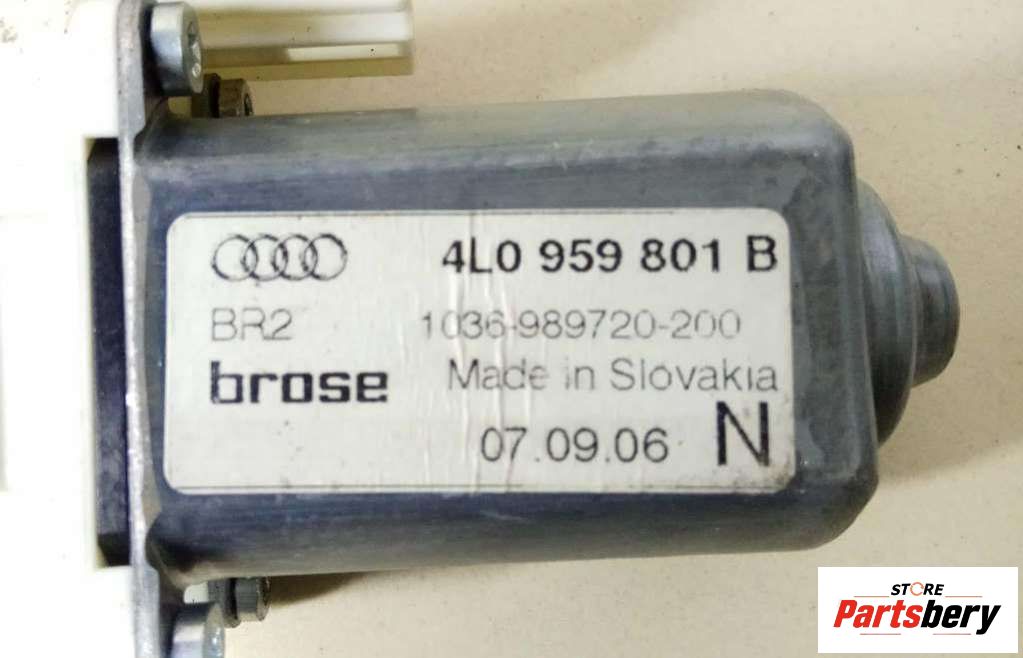 4L0 959 801 B
BR2 1036-989720-200
brose Made in Slovakia
07.09.06 N
STORE
Partsbery